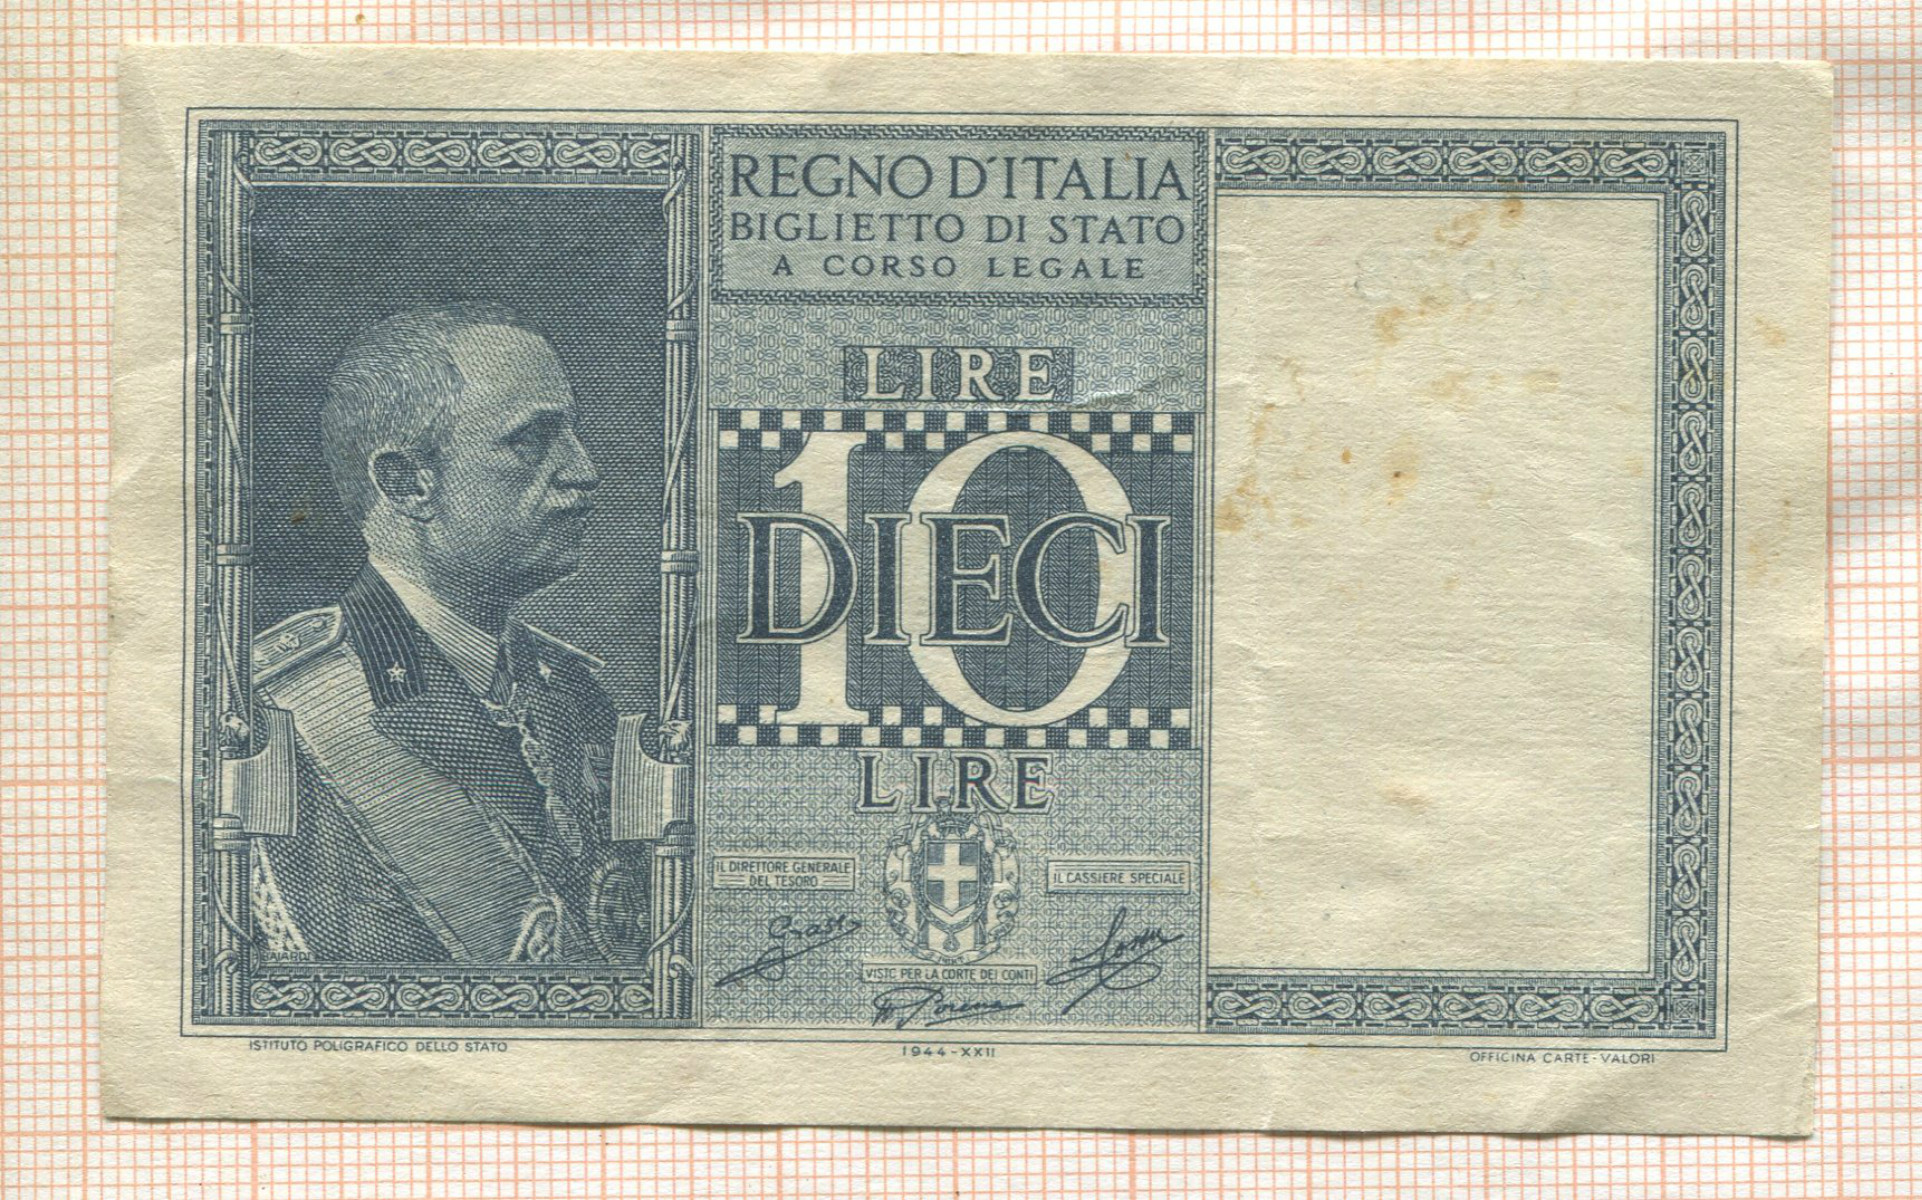 REGNO D'ITALIA
BIGLIETTO DI STATO
A CORSO LEGALE
LIRE
10
DIECI
LIRE
IL DIRETTORE GENERALE
DEL TESORO
IL CASSIERE SPECIALE
VISTO PER LA CORTE DEI CONTI
ISTITUTO POLIGRAFICO DELLO STATO
1944-XXII
OFFICINA CARTE-VALORI